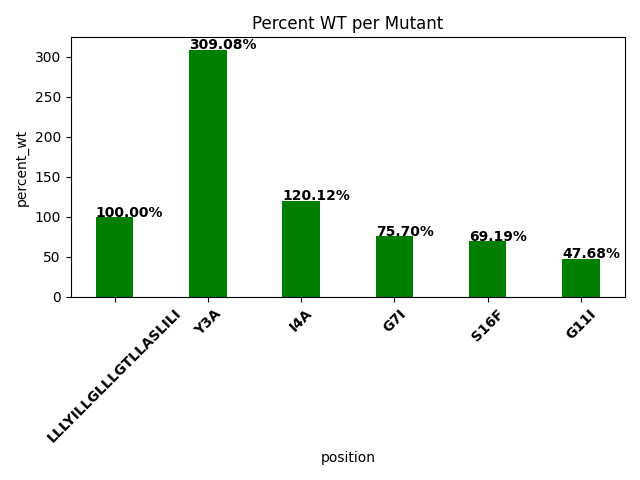 Percent WT per Mutant
percent_wt
300
250
200
150
100
50
0
100.00%
309.08%
120.12%
75.70%
69.19%
47.68%
LLLYILLGLLLGTLLASLILI
Y3A
I4A
G7I
S16F
G11I
position